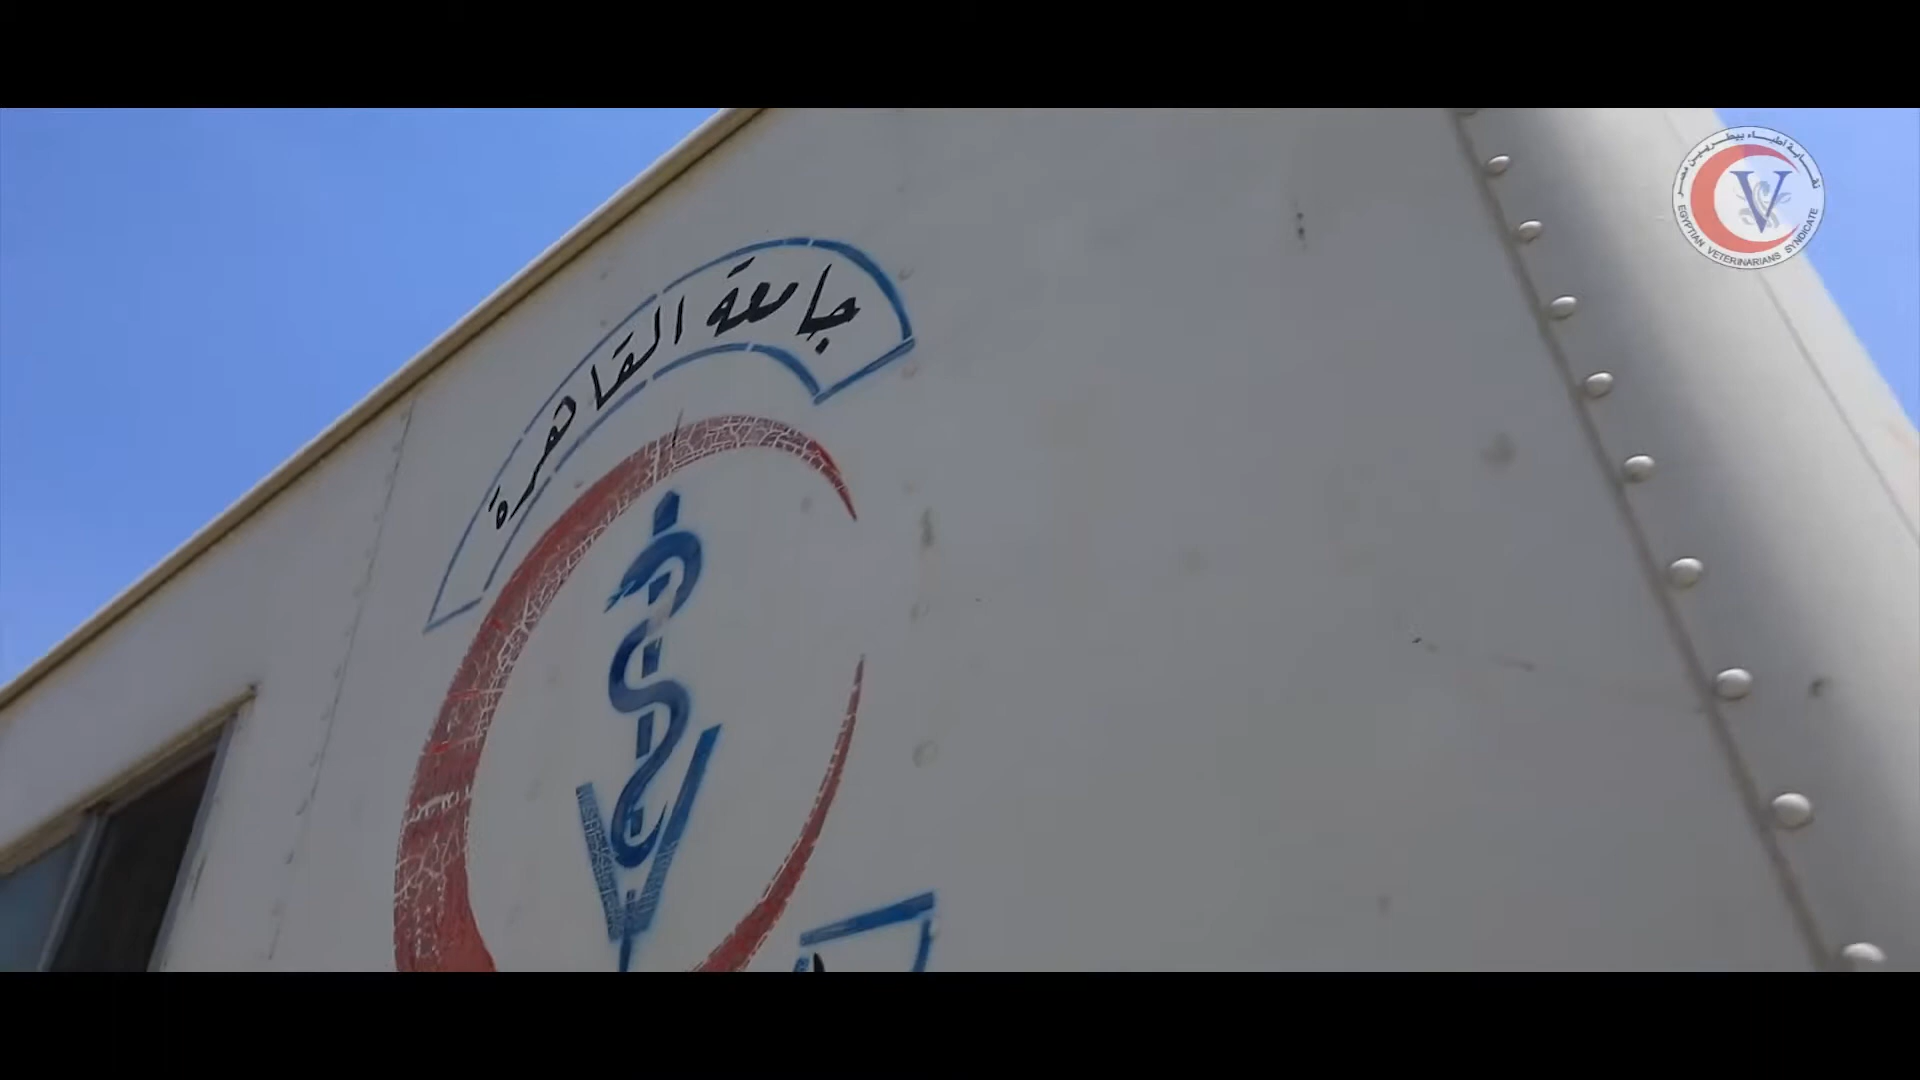 جامعة القاهرة
نقابة أطباء بيطريين مصر
V
EGYPTIAN VETERINARIANS SYNDICATE